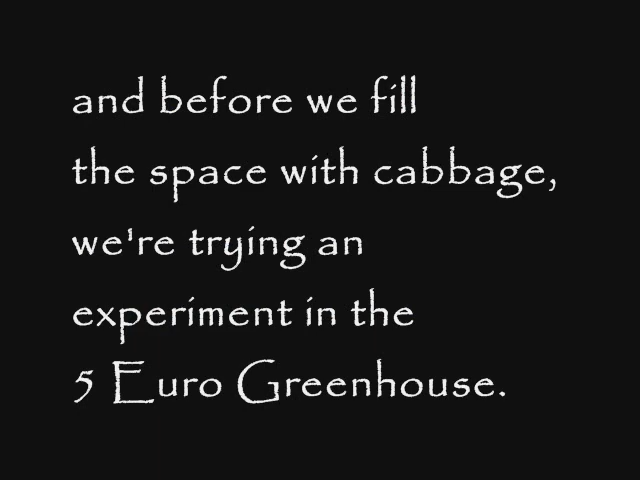 and before we fill
the space with cabbage,
we're trying an
experiment in the
5 Euro Greenhouse.